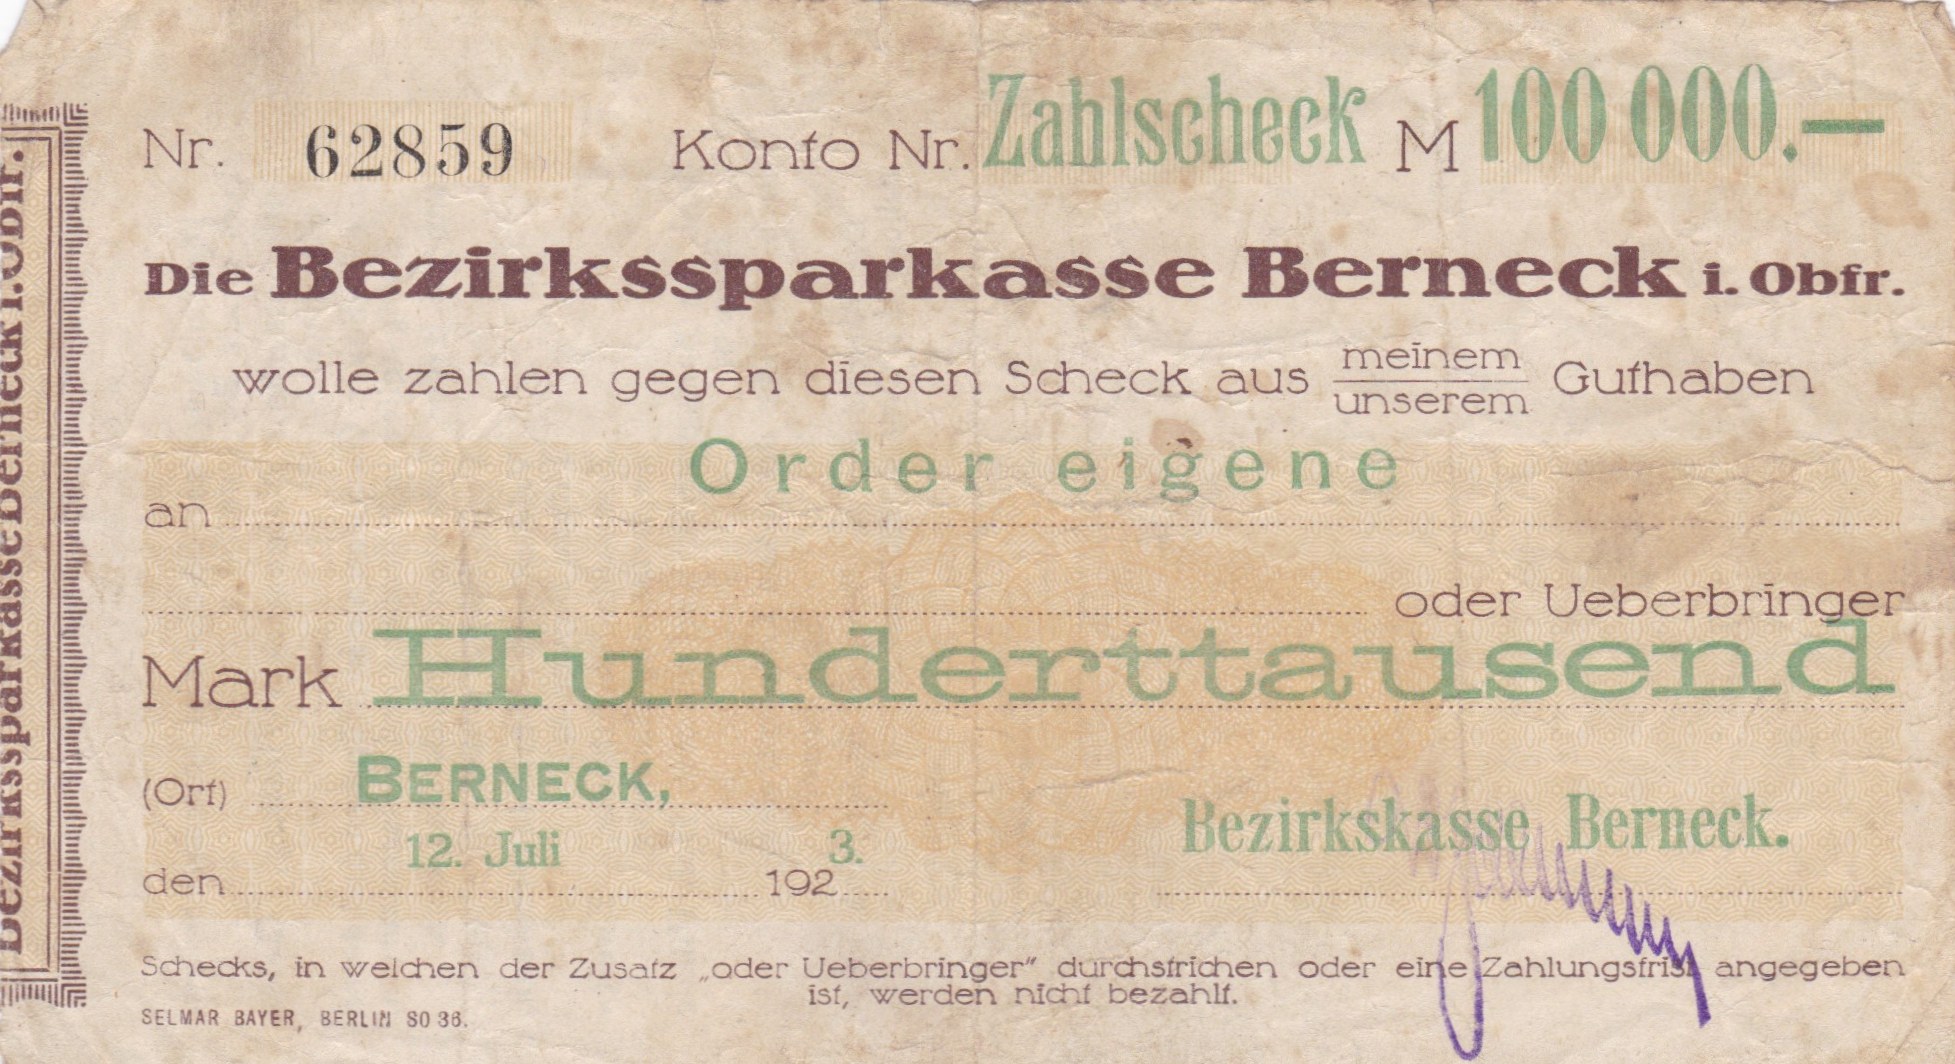 Bezirkssparkasse Berneck i. Obfr.
Nr. 62859 Konto Nr. Zahlscheck M 100 000.—
Die Bezirkssparkasse Berneck i. Obfr.
wolle zahlen gegen diesen Scheck aus meinem Guthaben
unserem
Order eigene
an
oder Ueberbringer
Mark Hunderttausend
(Ort) BERNECK,
Bezirkskasse Berneck.
12. Juli 3.
den 192
Schecks, in welchen der Zusatz „oder Ueberbringer“ durchstrichen oder eine Zahlungsfrist angegeben
ist, werden nicht bezahlt.
SELMAR BAYER, BERLIN SO 36.